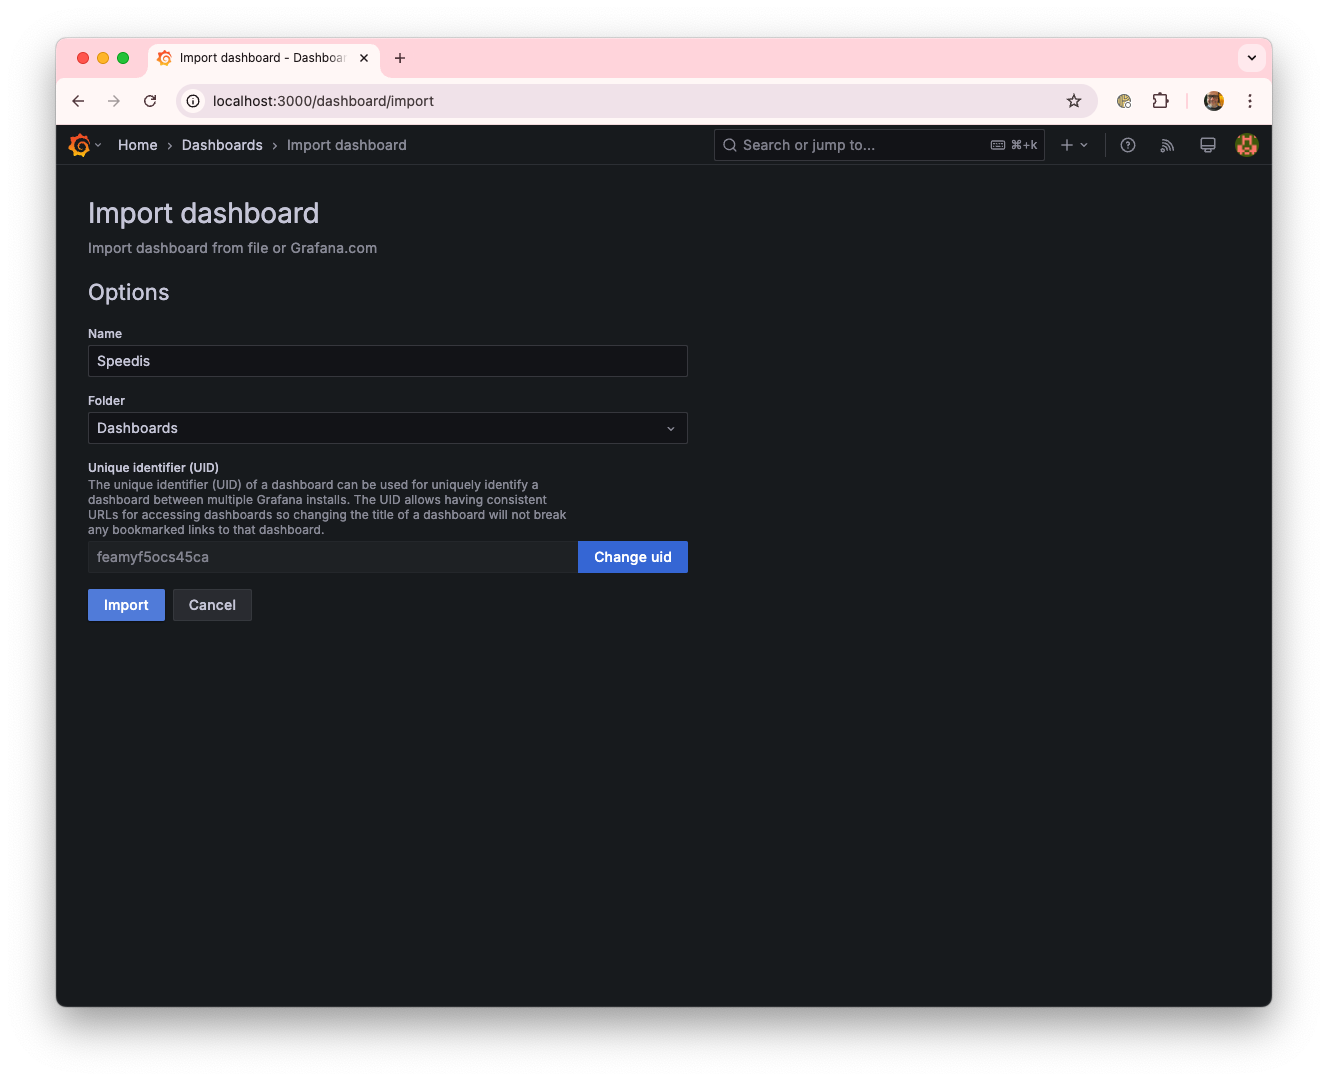 Import dashboard - Dashboar
localhost:3000/dashboard/import
Home › Dashboards › Import dashboard
Search or jump to... ⌘+k
Import dashboard
Import dashboard from file or Grafana.com
Options
Name
Speedis
Folder
Dashboards
Unique identifier (UID)
The unique identifier (UID) of a dashboard can be used for uniquely identify a
dashboard between multiple Grafana installs. The UID allows having consistent
URLs for accessing dashboards so changing the title of a dashboard will not break
any bookmarked links to that dashboard.
feamyf5ocs45ca
Change uid
Import Cancel